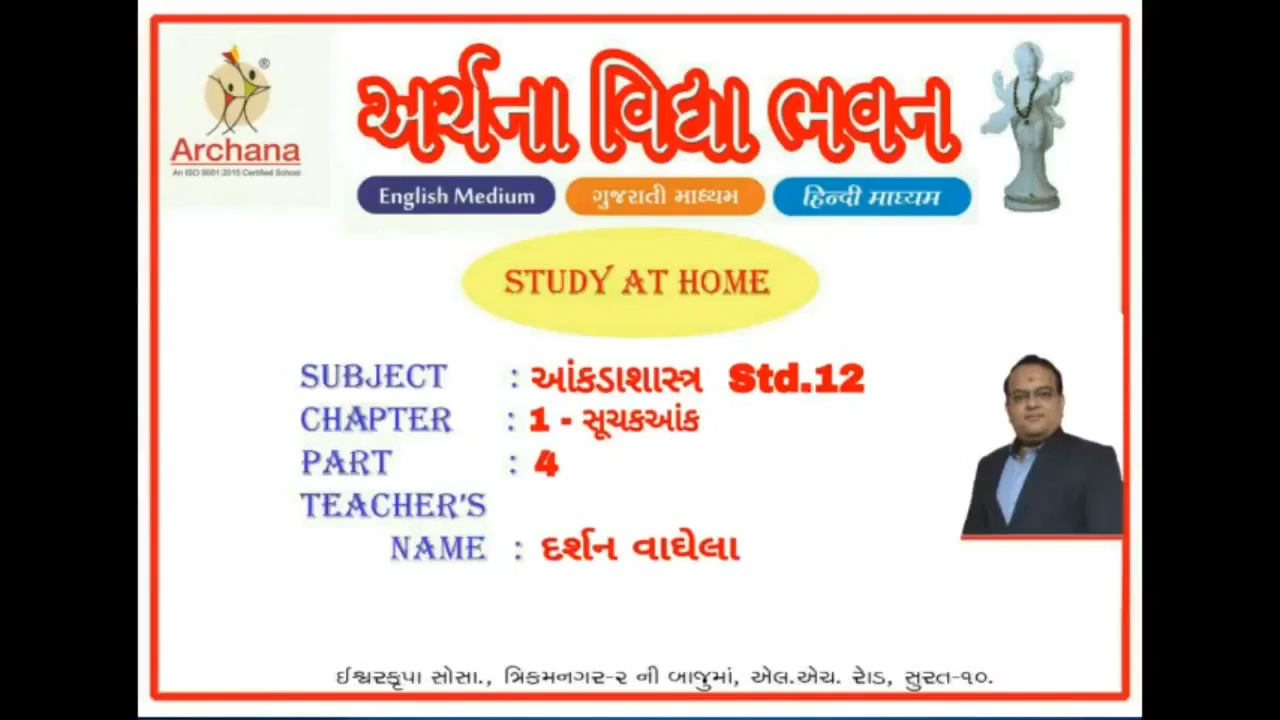 ®
અર્ચના વિદ્યા ભવન
Archana
An ISO 9001:2015 Certified School
English Medium
ગુજરાતી માધ્યમ
હિન્દી માધ્યમ
STUDY AT HOME
SUBJECT : આંકડાશાસ્ત્ર Std.12
CHAPTER : 1 - સૂચકઆંક
PART : 4
TEACHER'S
NAME : દર્શન વાઘેલા
ઈશ્વરકૃપા સોસા., ત્રિકમનગર-૨ ની બાજુમાં, એલ.એચ. રોડ, સુરત-૧૦.